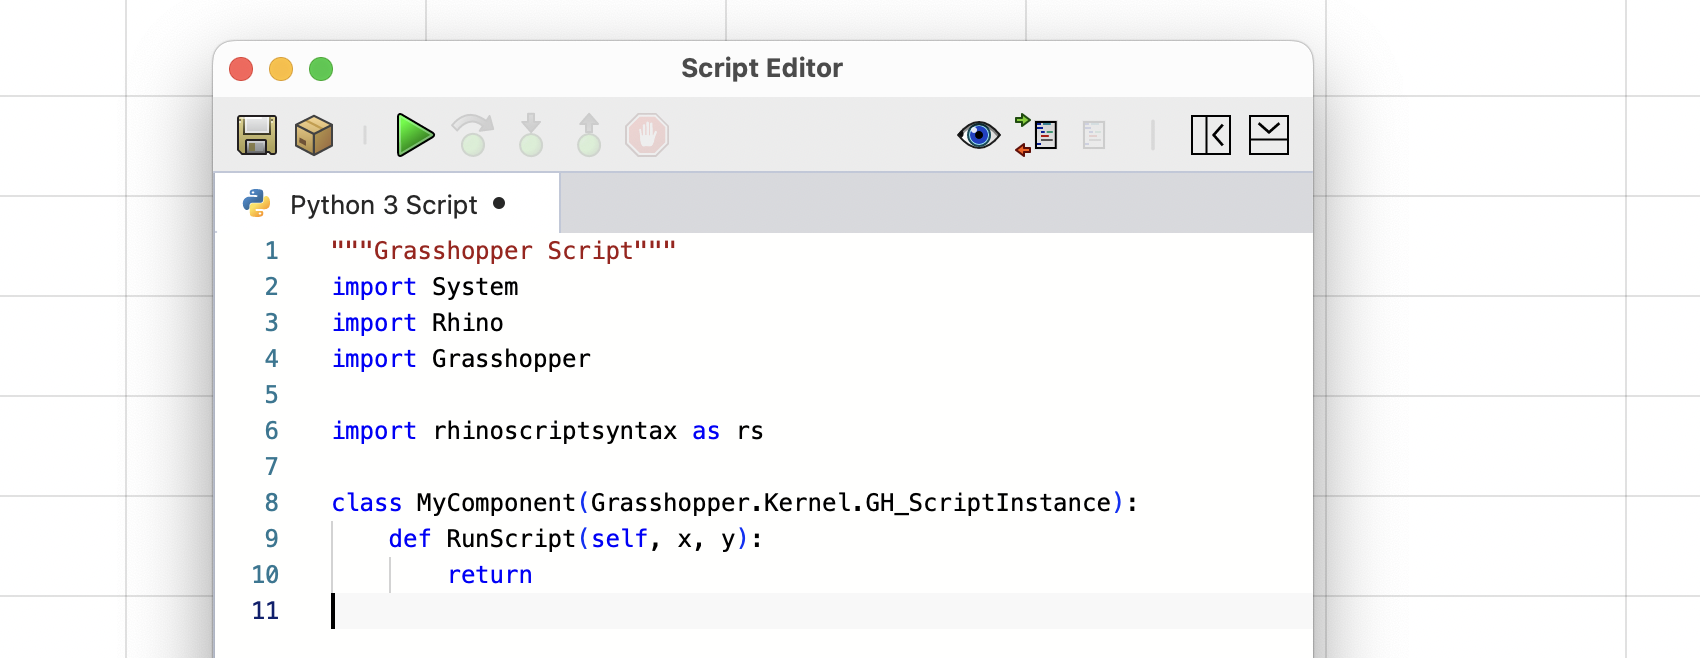 Script Editor
Python 3 Script
1 """Grasshopper Script"""
2 import System
3 import Rhino
4 import Grasshopper
5
6 import rhinoscriptsyntax as rs
7
8 class MyComponent(Grasshopper.Kernel.GH_ScriptInstance):
9     def RunScript(self, x, y):
10         return
11